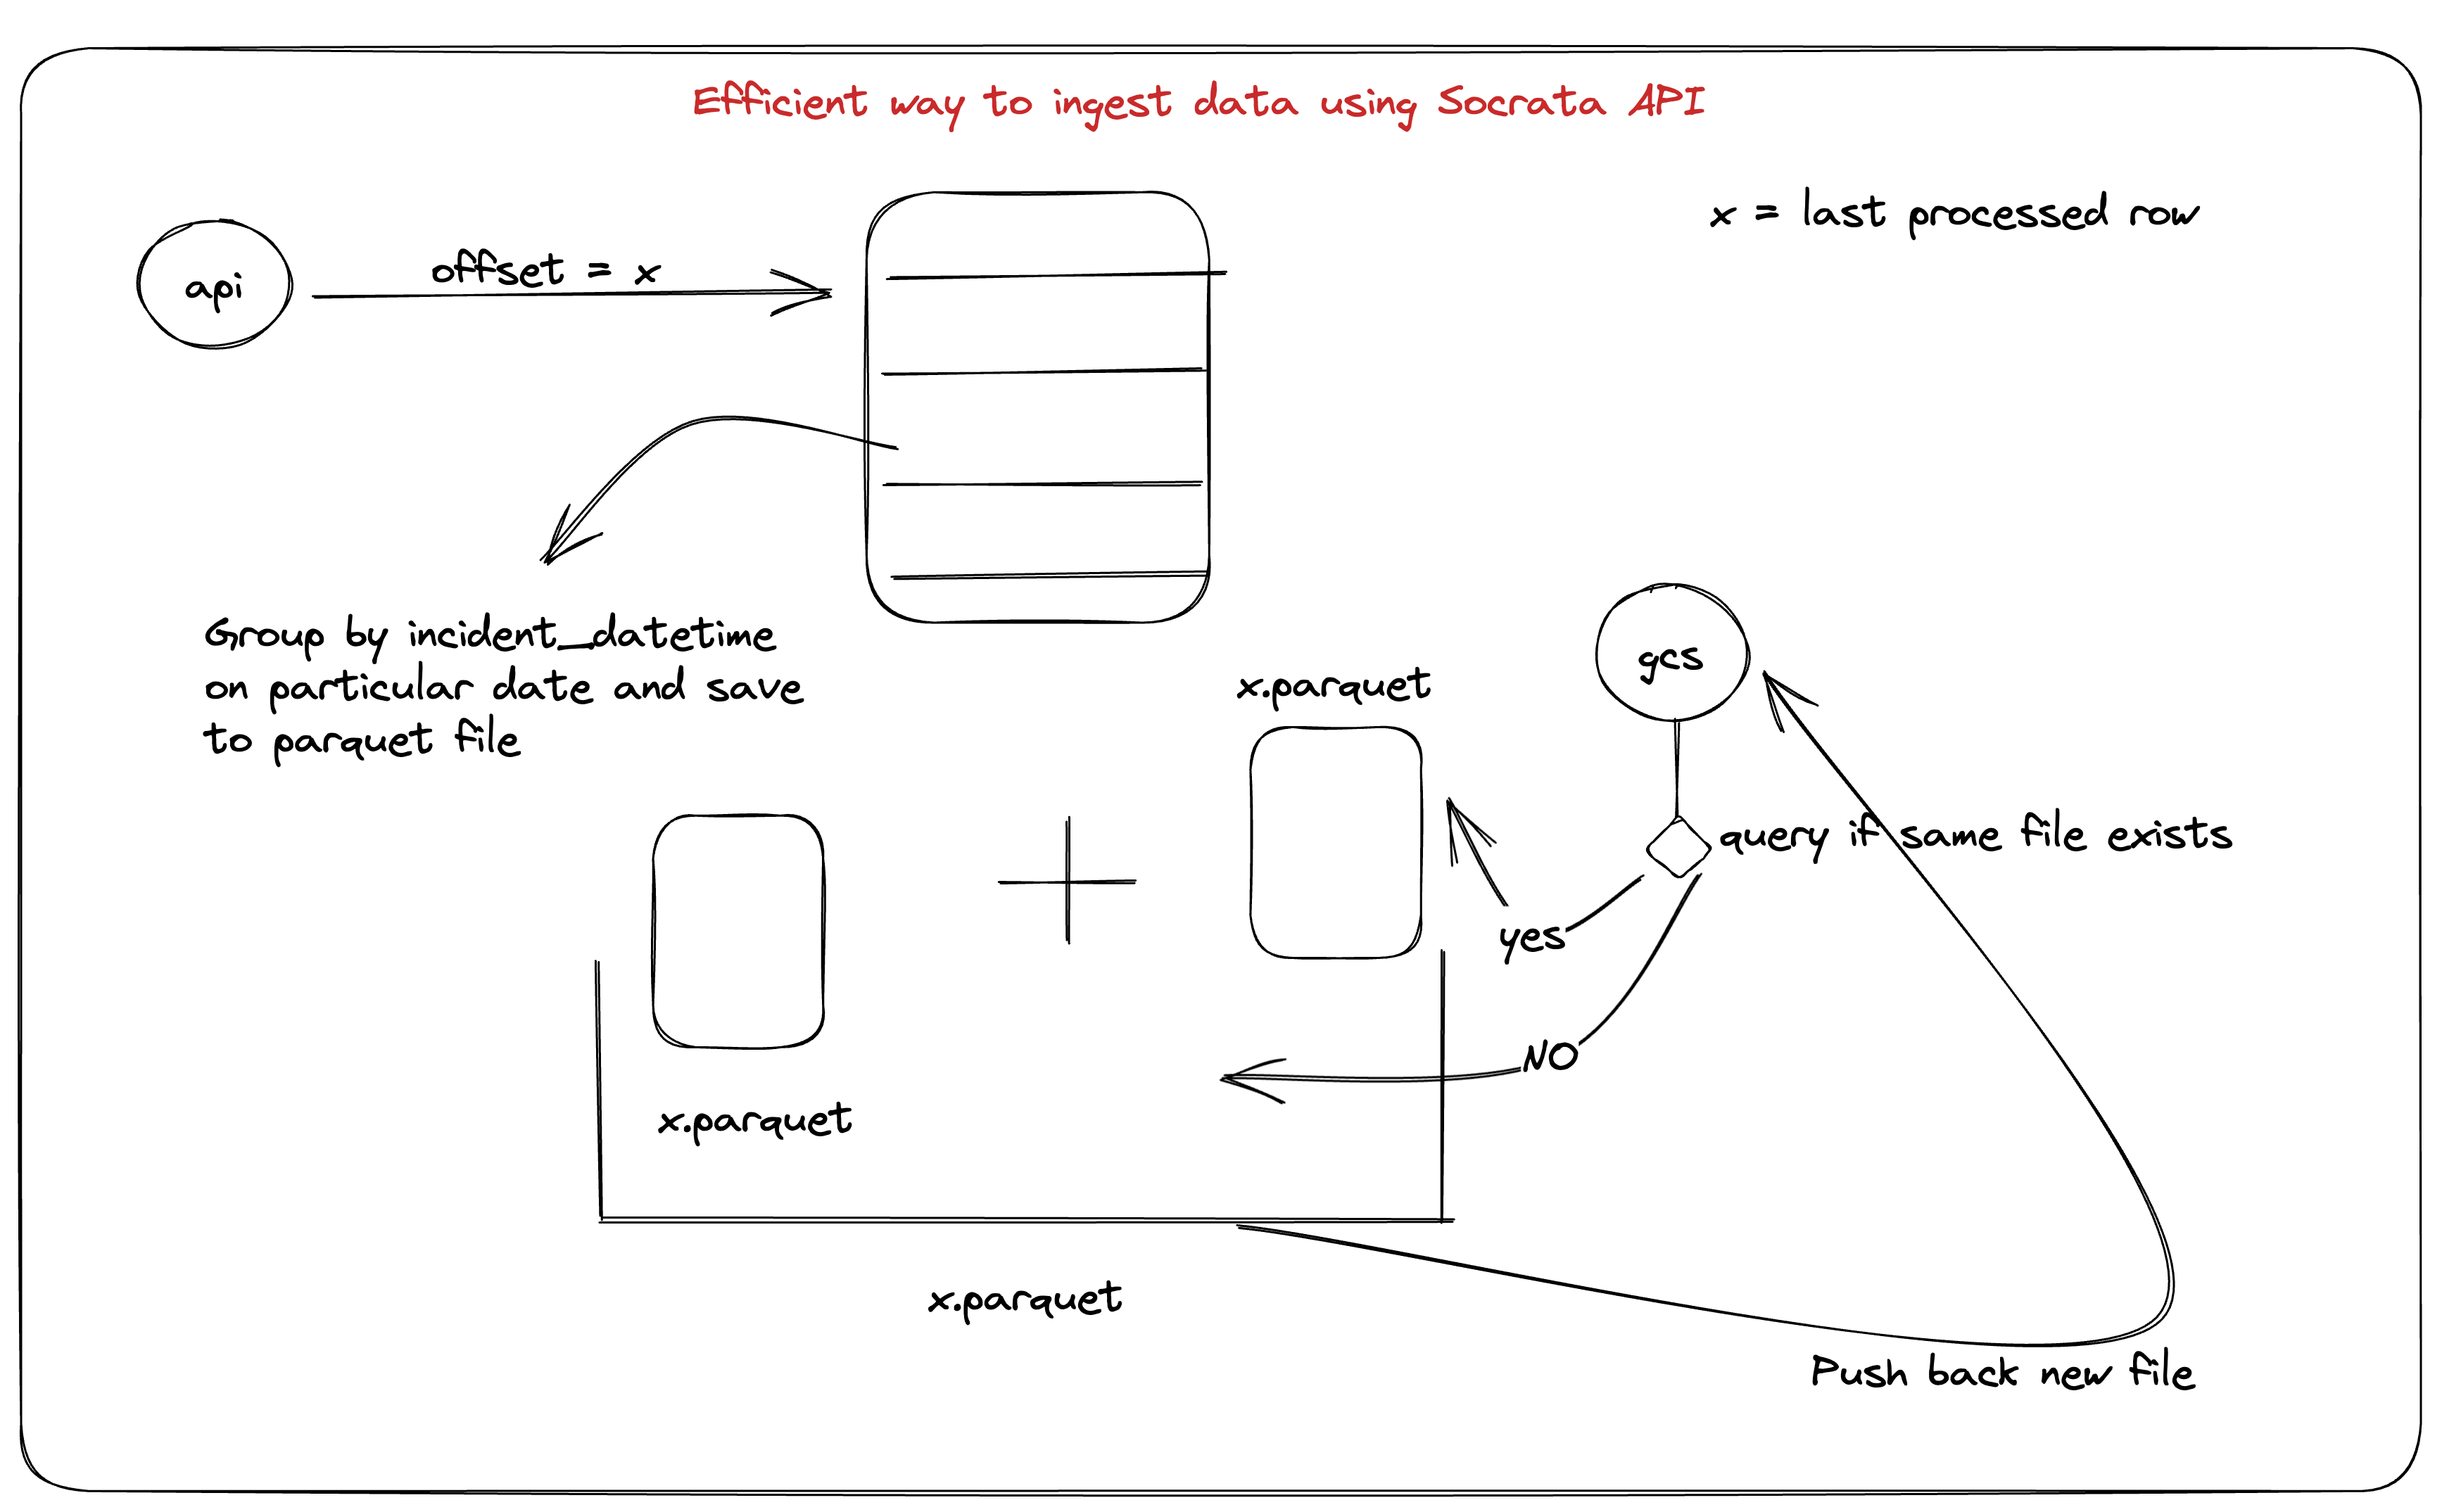 Efficient way to ingest data using Socrata API
x = last processed row
api
offset = x
Group by incident_datetime
on particular date and save
to parquet file
gcs
x.parquet
query if same file exists
yes
NO
x.parquet
x.parquet
Push back new file